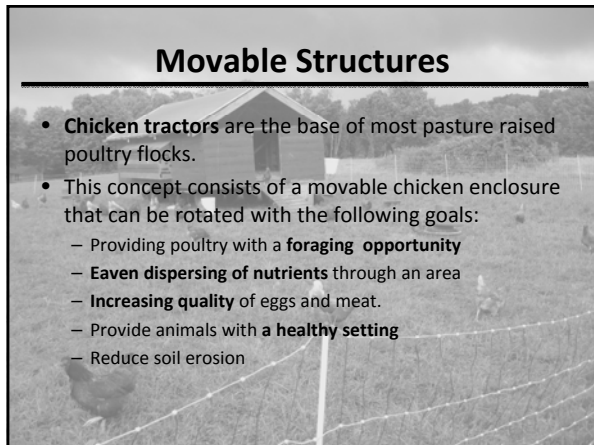 Movable Structures
• Chicken tractors are the base of most pasture raised
poultry flocks.
• This concept consists of a movable chicken enclosure
that can be rotated with the following goals:
– Providing poultry with a foraging opportunity
– Eaven dispersing of nutrients through an area
– Increasing quality of eggs and meat.
– Provide animals with a healthy setting
– Reduce soil erosion